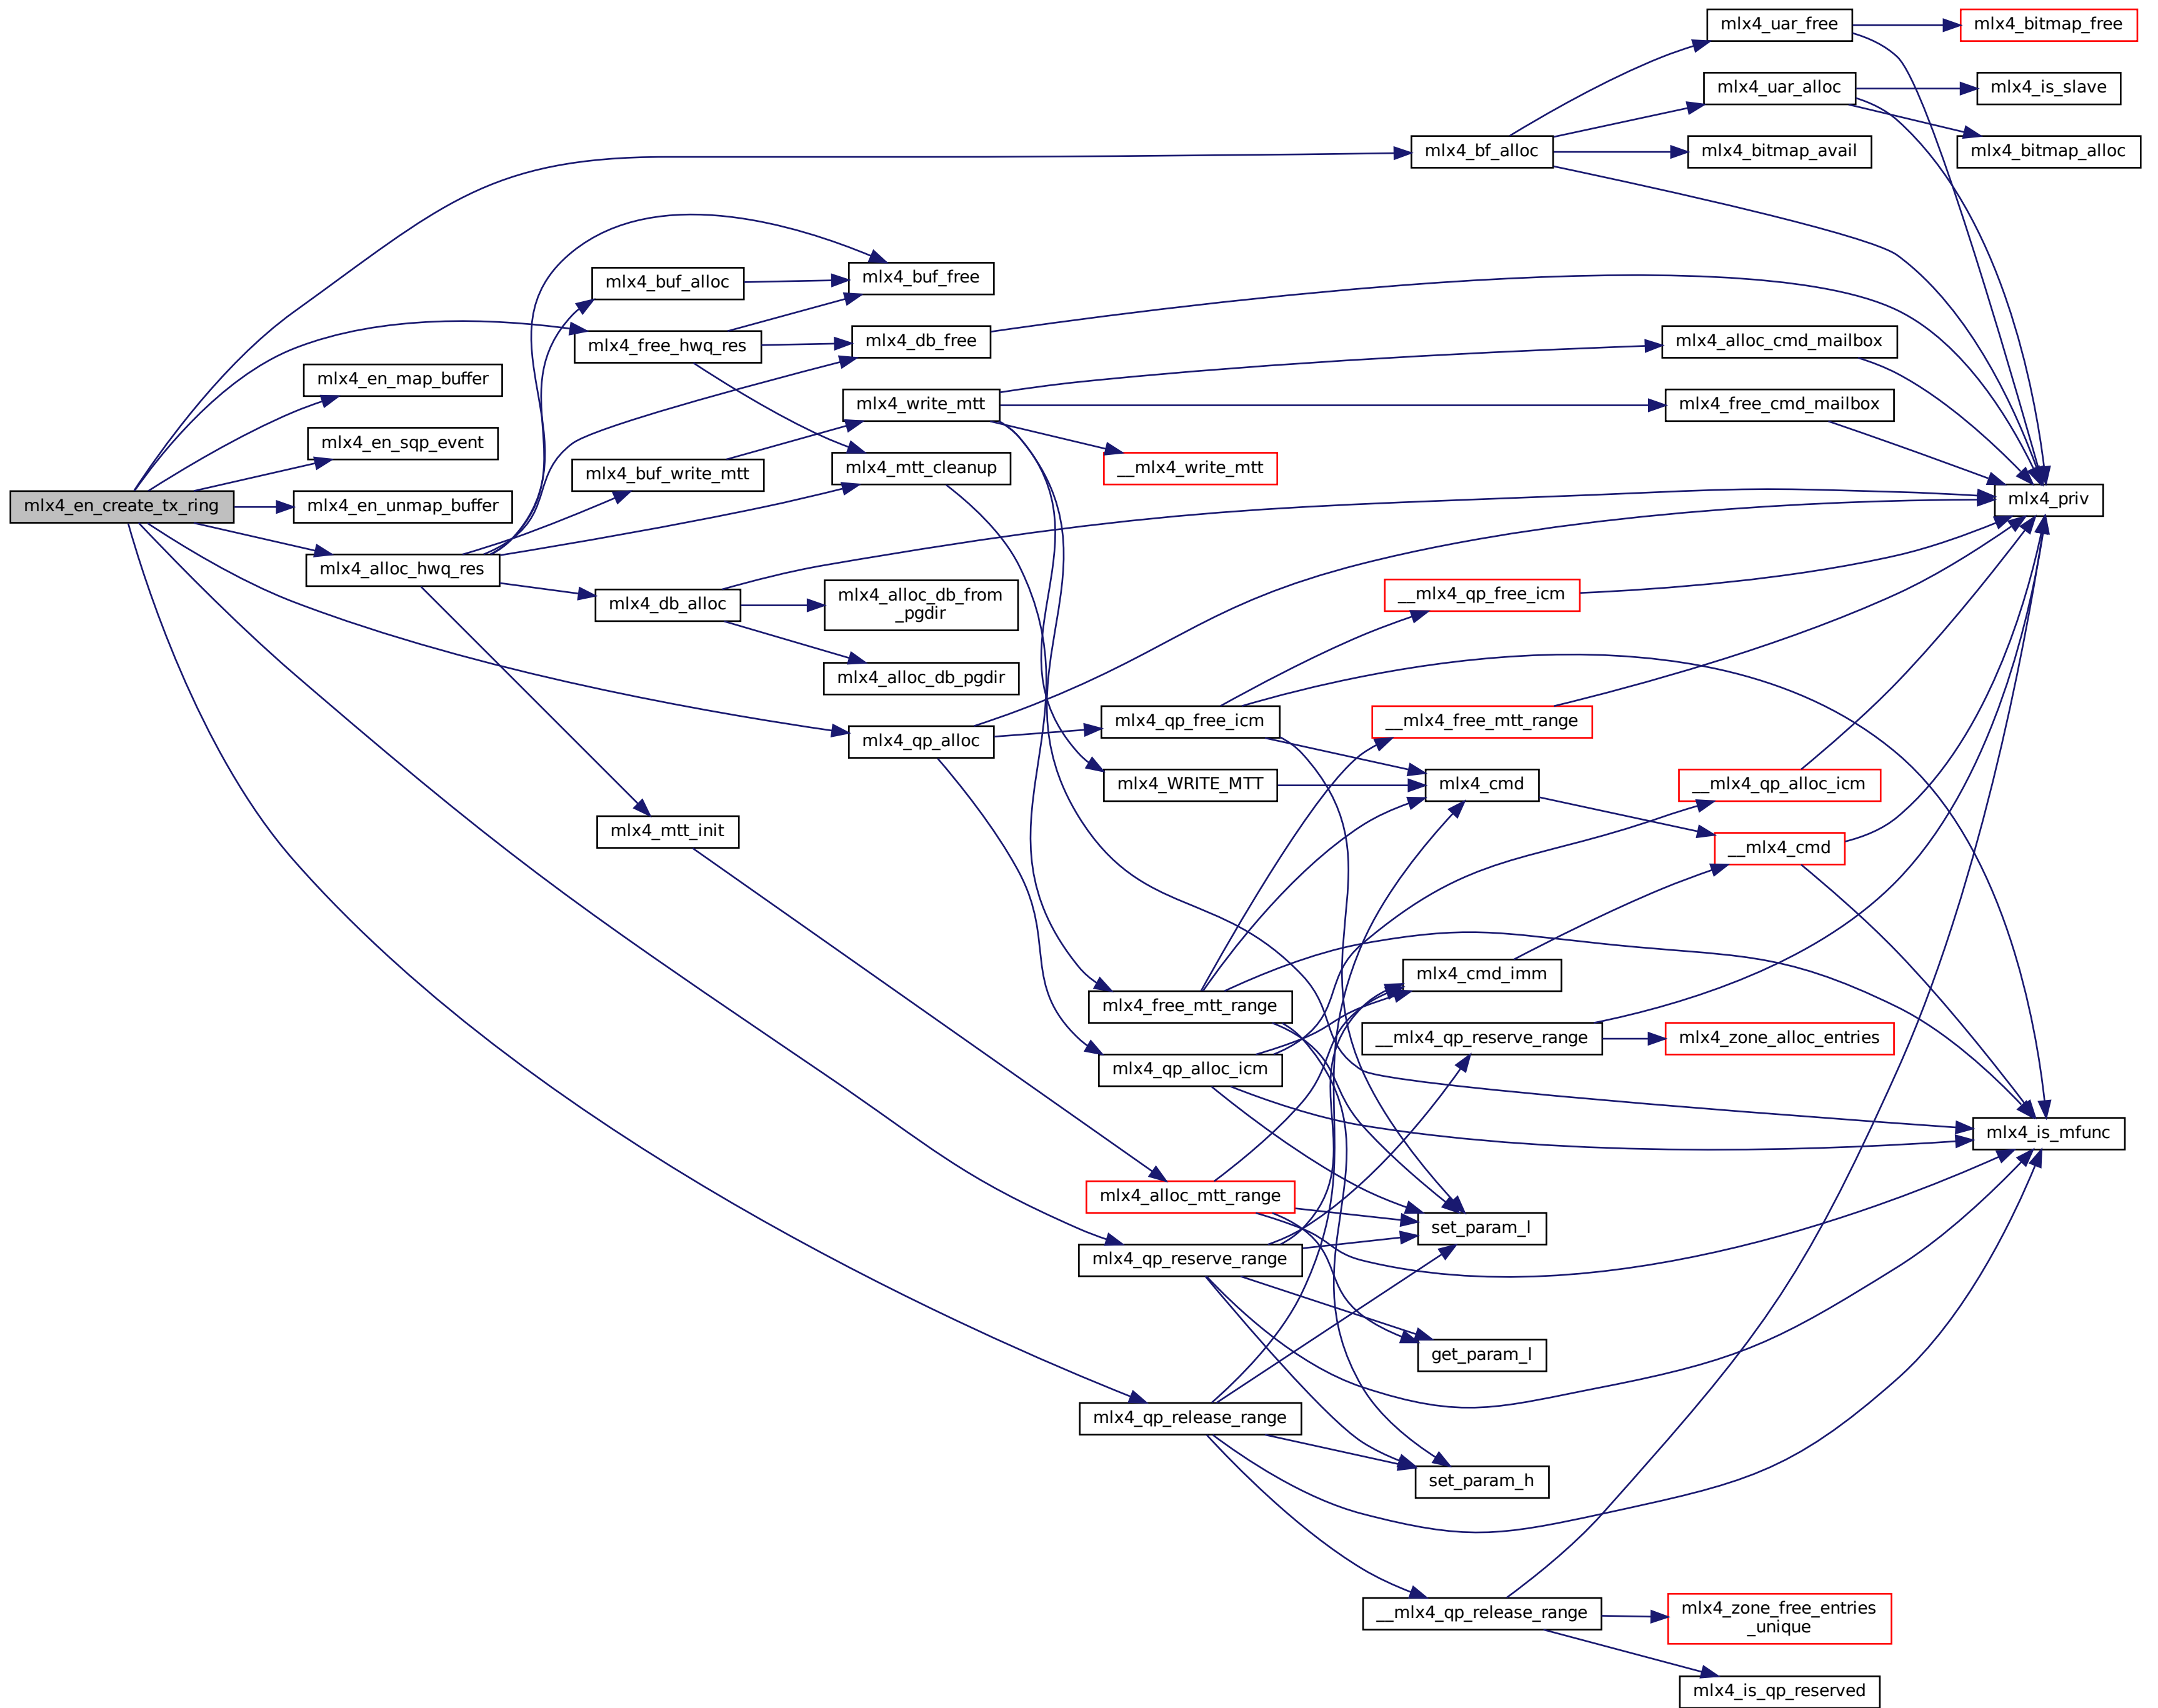 mlx4_uar_free
mlx4_bitmap_free
mlx4_uar_alloc
mlx4_is_slave
mlx4_bf_alloc
mlx4_bitmap_avail
mlx4_bitmap_alloc
mlx4_buf_alloc
mlx4_buf_free
mlx4_free_hwq_res
mlx4_db_free
mlx4_alloc_cmd_mailbox
mlx4_en_map_buffer
mlx4_write_mtt
mlx4_free_cmd_mailbox
mlx4_en_sqp_event
mlx4_buf_write_mtt
mlx4_mtt_cleanup
__mlx4_write_mtt
mlx4_en_create_tx_ring
mlx4_en_unmap_buffer
mlx4_priv
mlx4_alloc_hwq_res
mlx4_db_alloc
mlx4_alloc_db_from
_pgdir
__mlx4_qp_free_icm
mlx4_alloc_db_pgdir
mlx4_qp_alloc
mlx4_qp_free_icm
__mlx4_free_mtt_range
mlx4_WRITE_MTT
mlx4_cmd
__mlx4_qp_alloc_icm
mlx4_mtt_init
__mlx4_cmd
mlx4_cmd_imm
mlx4_free_mtt_range
__mlx4_qp_reserve_range
mlx4_zone_alloc_entries
mlx4_qp_alloc_icm
mlx4_is_mfunc
mlx4_alloc_mtt_range
set_param_l
mlx4_qp_reserve_range
get_param_l
mlx4_qp_release_range
set_param_h
__mlx4_qp_release_range
mlx4_zone_free_entries
_unique
mlx4_is_qp_reserved